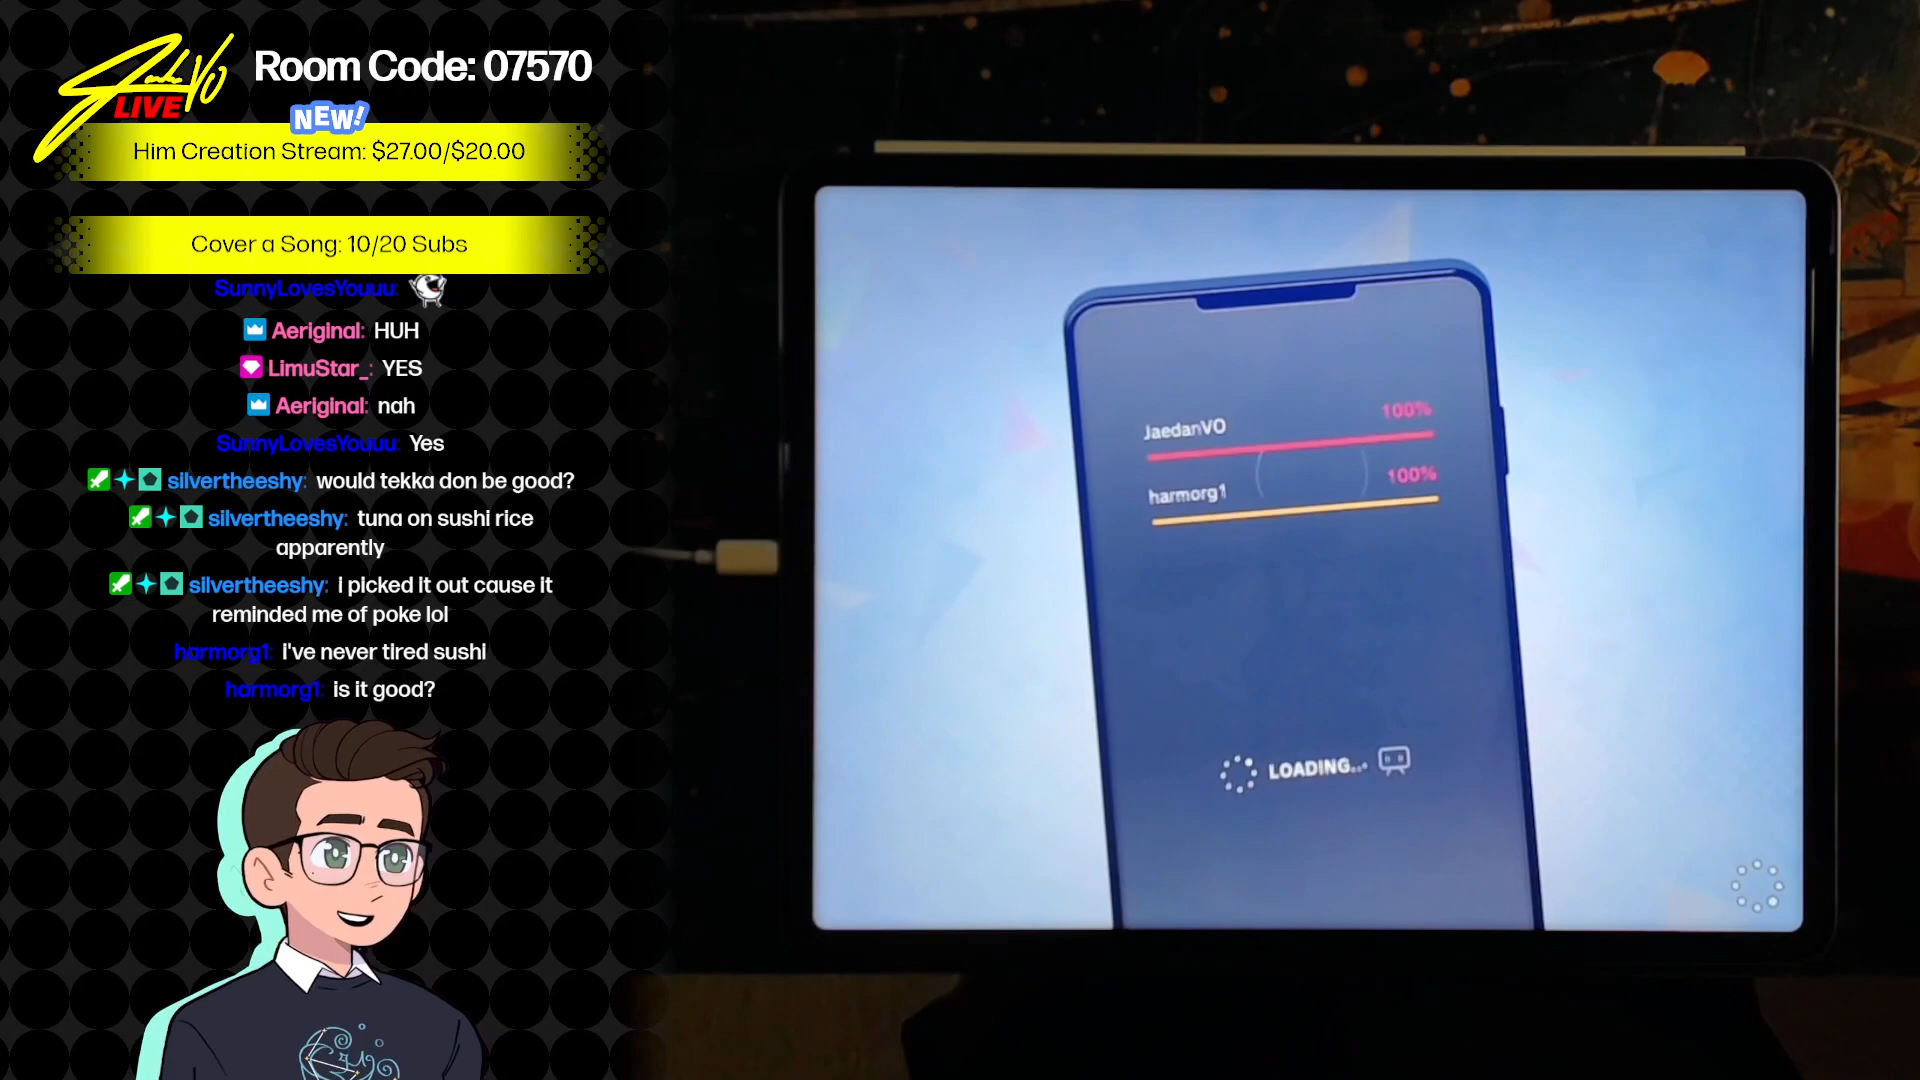 LIVE
Room Code: 07570
NEW!
Him Creation Stream: $27.00/$20.00
Cover a Song: 10/20 Subs
SunnyLovesYouuu:
Aeriginal: HUH
LimuStar_: YES
Aeriginal: nah
SunnyLovesYouuu: Yes
silvertheeshy: would tekka don be good?
silvertheeshy: tuna on sushi rice
apparently
silvertheeshy: i picked it out cause it
reminded me of poke lol
harmorg1: i've never tired sushi
harmorg1: is it good?
JaedanVO 100%
harmorg1 100%
LOADING...